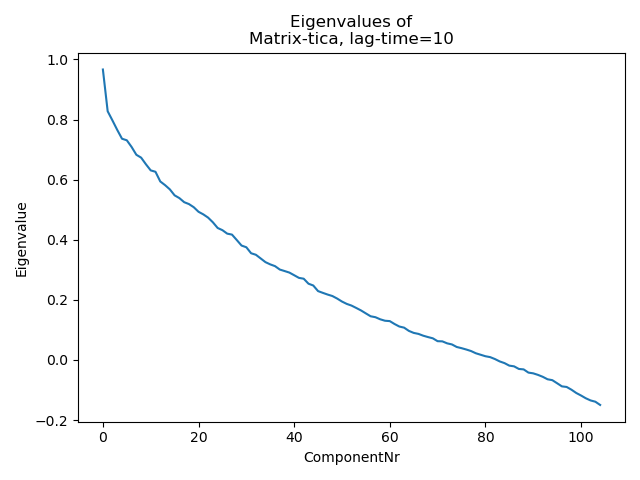 Eigenvalues of
Matrix-tica, lag-time=10
1.0
0.8
0.6
0.4
0.2
0.0
−0.2
Eigenvalue
0 20 40 60 80 100
ComponentNr